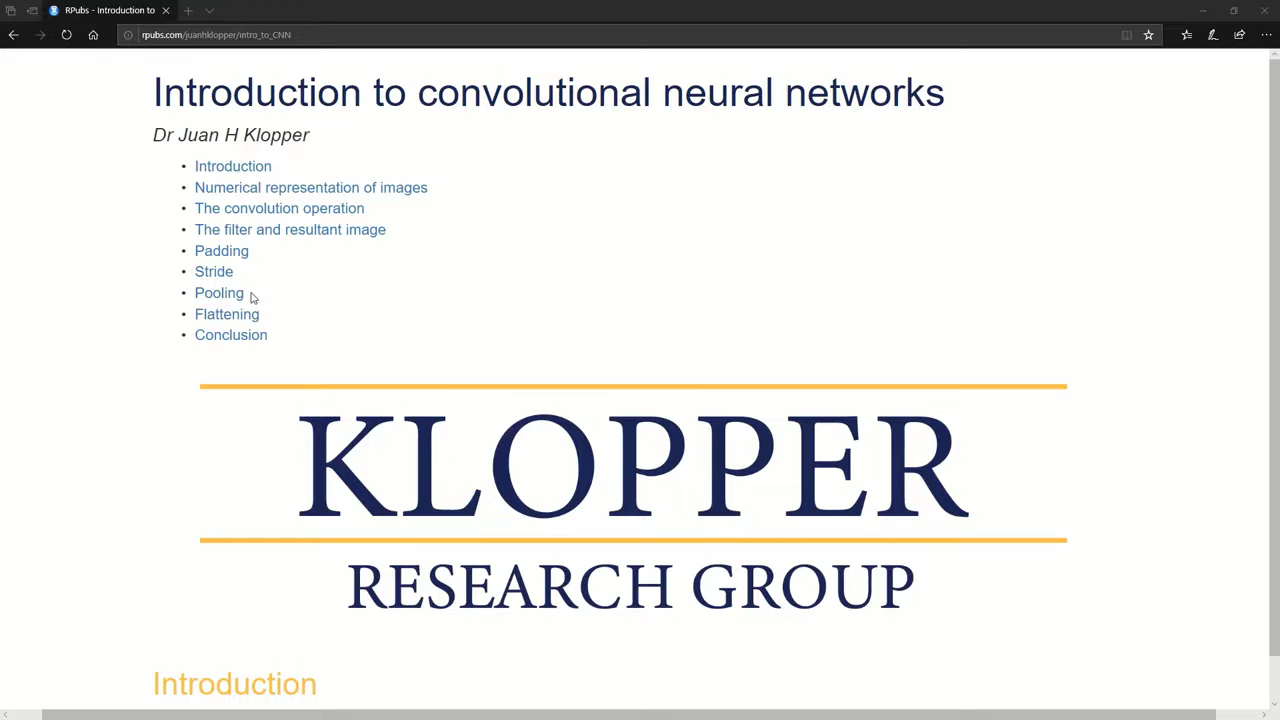 RPubs - Introduction to
rpubs.com/juanhklopper/intro_to_CNN
Introduction to convolutional neural networks
Dr Juan H Klopper
• Introduction
• Numerical representation of images
• The convolution operation
• The filter and resultant image
• Padding
• Stride
• Pooling
• Flattening
• Conclusion
KLOPPER
RESEARCH GROUP
Introduction